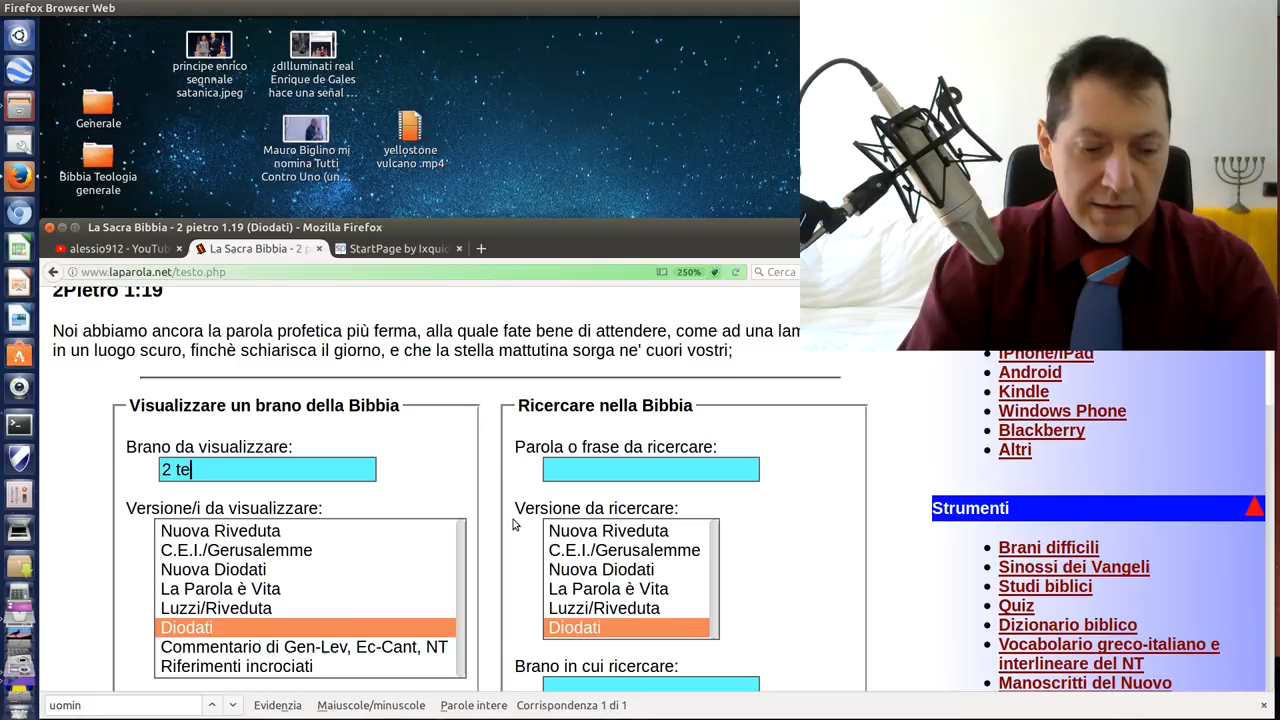 Firefox Browser Web
principe enrico
segnnale
satanica.jpeg
¿dIlluminati real
Enrique de Gales
hace una señal ...
Generale
Mauro Biglino mi
nomina Tutti
Contro Uno (un...
yellostone
vulcano .mp4
Bibbia Teologia
generale
La Sacra Bibbia - 2 pietro 1.19 (Diodati) - Mozilla Firefox
alessio912 - YouTub
La Sacra Bibbia - 2 p
StartPage by Ixquic
www.laparola.net/testo.php
250%
Cerca
2Pietro 1:19
Noi abbiamo ancora la parola profetica più ferma, alla quale fate bene di attendere, come ad una lam
in un luogo scuro, finchè schiarisca il giorno, e che la stella mattutina sorga ne' cuori vostri;
Visualizzare un brano della Bibbia
Brano da visualizzare:
2 te
Versione/i da visualizzare:
Nuova Riveduta
C.E.I./Gerusalemme
Nuova Diodati
La Parola è Vita
Luzzi/Riveduta
Diodati
Commentario di Gen-Lev, Ec-Cant, NT
Riferimenti incrociati
Ricercare nella Bibbia
Parola o frase da ricercare:
Versione da ricercare:
Nuova Riveduta
C.E.I./Gerusalemme
Nuova Diodati
La Parola è Vita
Luzzi/Riveduta
Diodati
Brano in cui ricercare:
iPhone/iPad
Android
Kindle
Windows Phone
Blackberry
Altri
Strumenti
Brani difficili
Sinossi dei Vangeli
Studi biblici
Quiz
Dizionario biblico
Vocabolario greco-italiano e
interlineare del NT
Manoscritti del Nuovo
uomin
Evidenzia
Maiuscole/minuscole
Parole intere
Corrispondenza 1 di 1